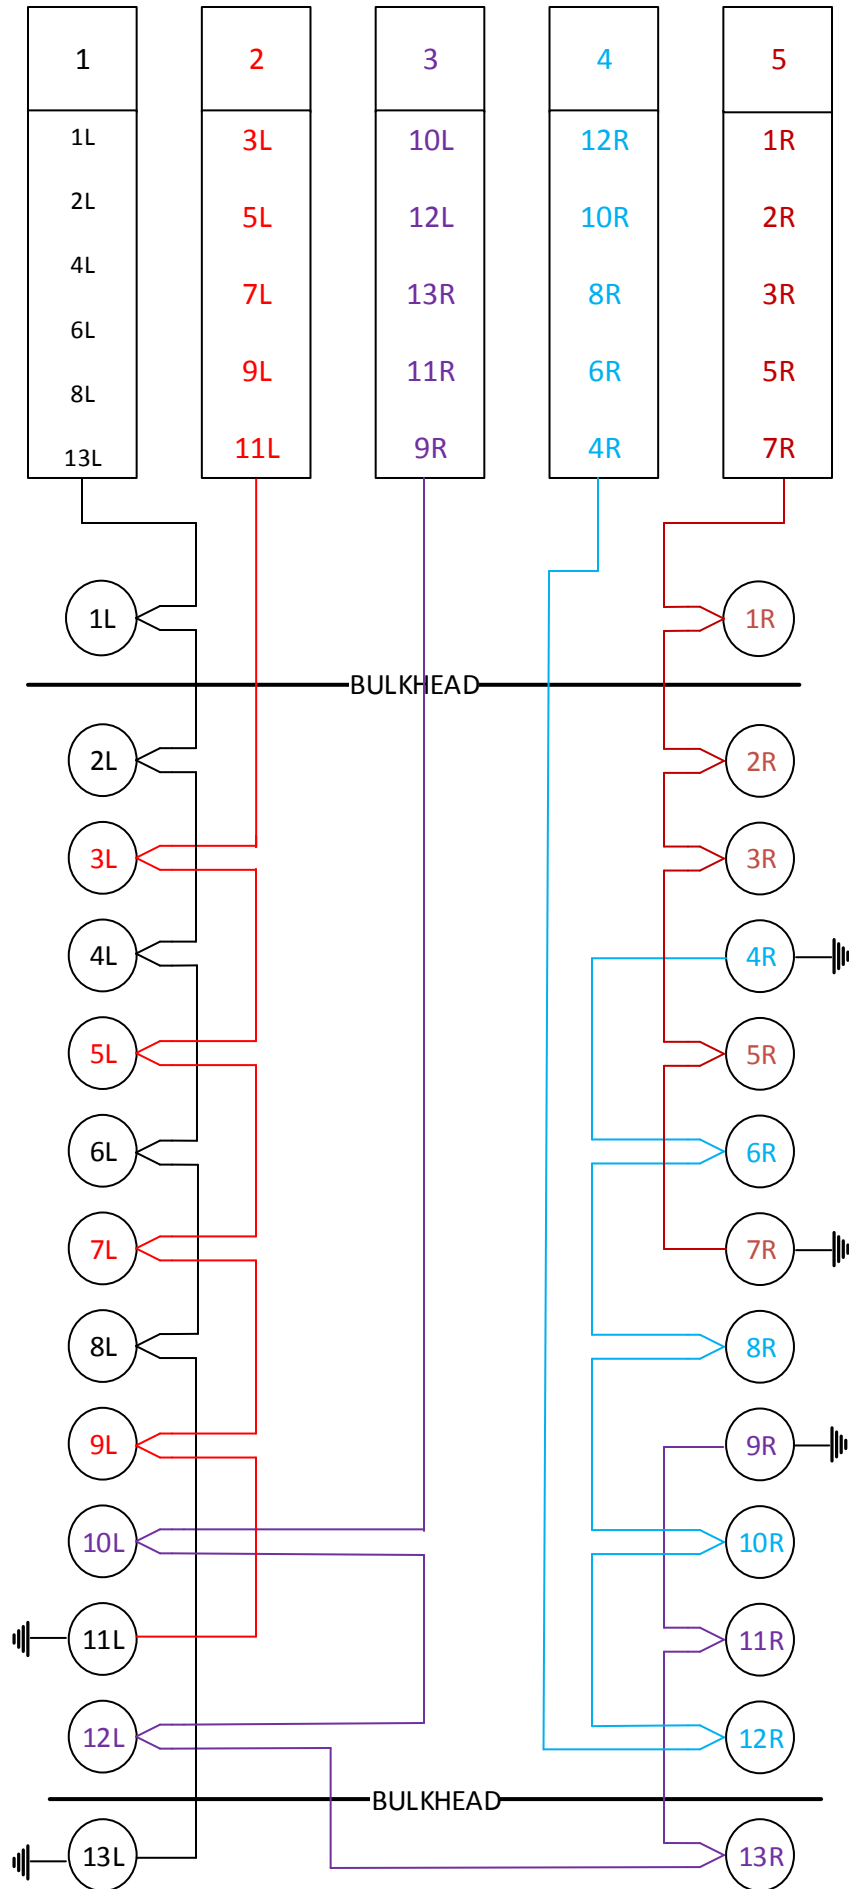 1 2 3 4 5
1L 3L 10L 12R 1R
2L 5L 12L 10R 2R
4L 7L 13R 8R 3R
6L 9L 11R 6R 5R
8L 11L 9R 4R 7R
13L
1L 1R
BULKHEAD
2L 2R
3L 3R
4L 4R
5L 5R
6L 6R
7L 7R
8L 8R
9L 9R
10L 10R
11L 11R
12L 12R
BULKHEAD
13L 13R